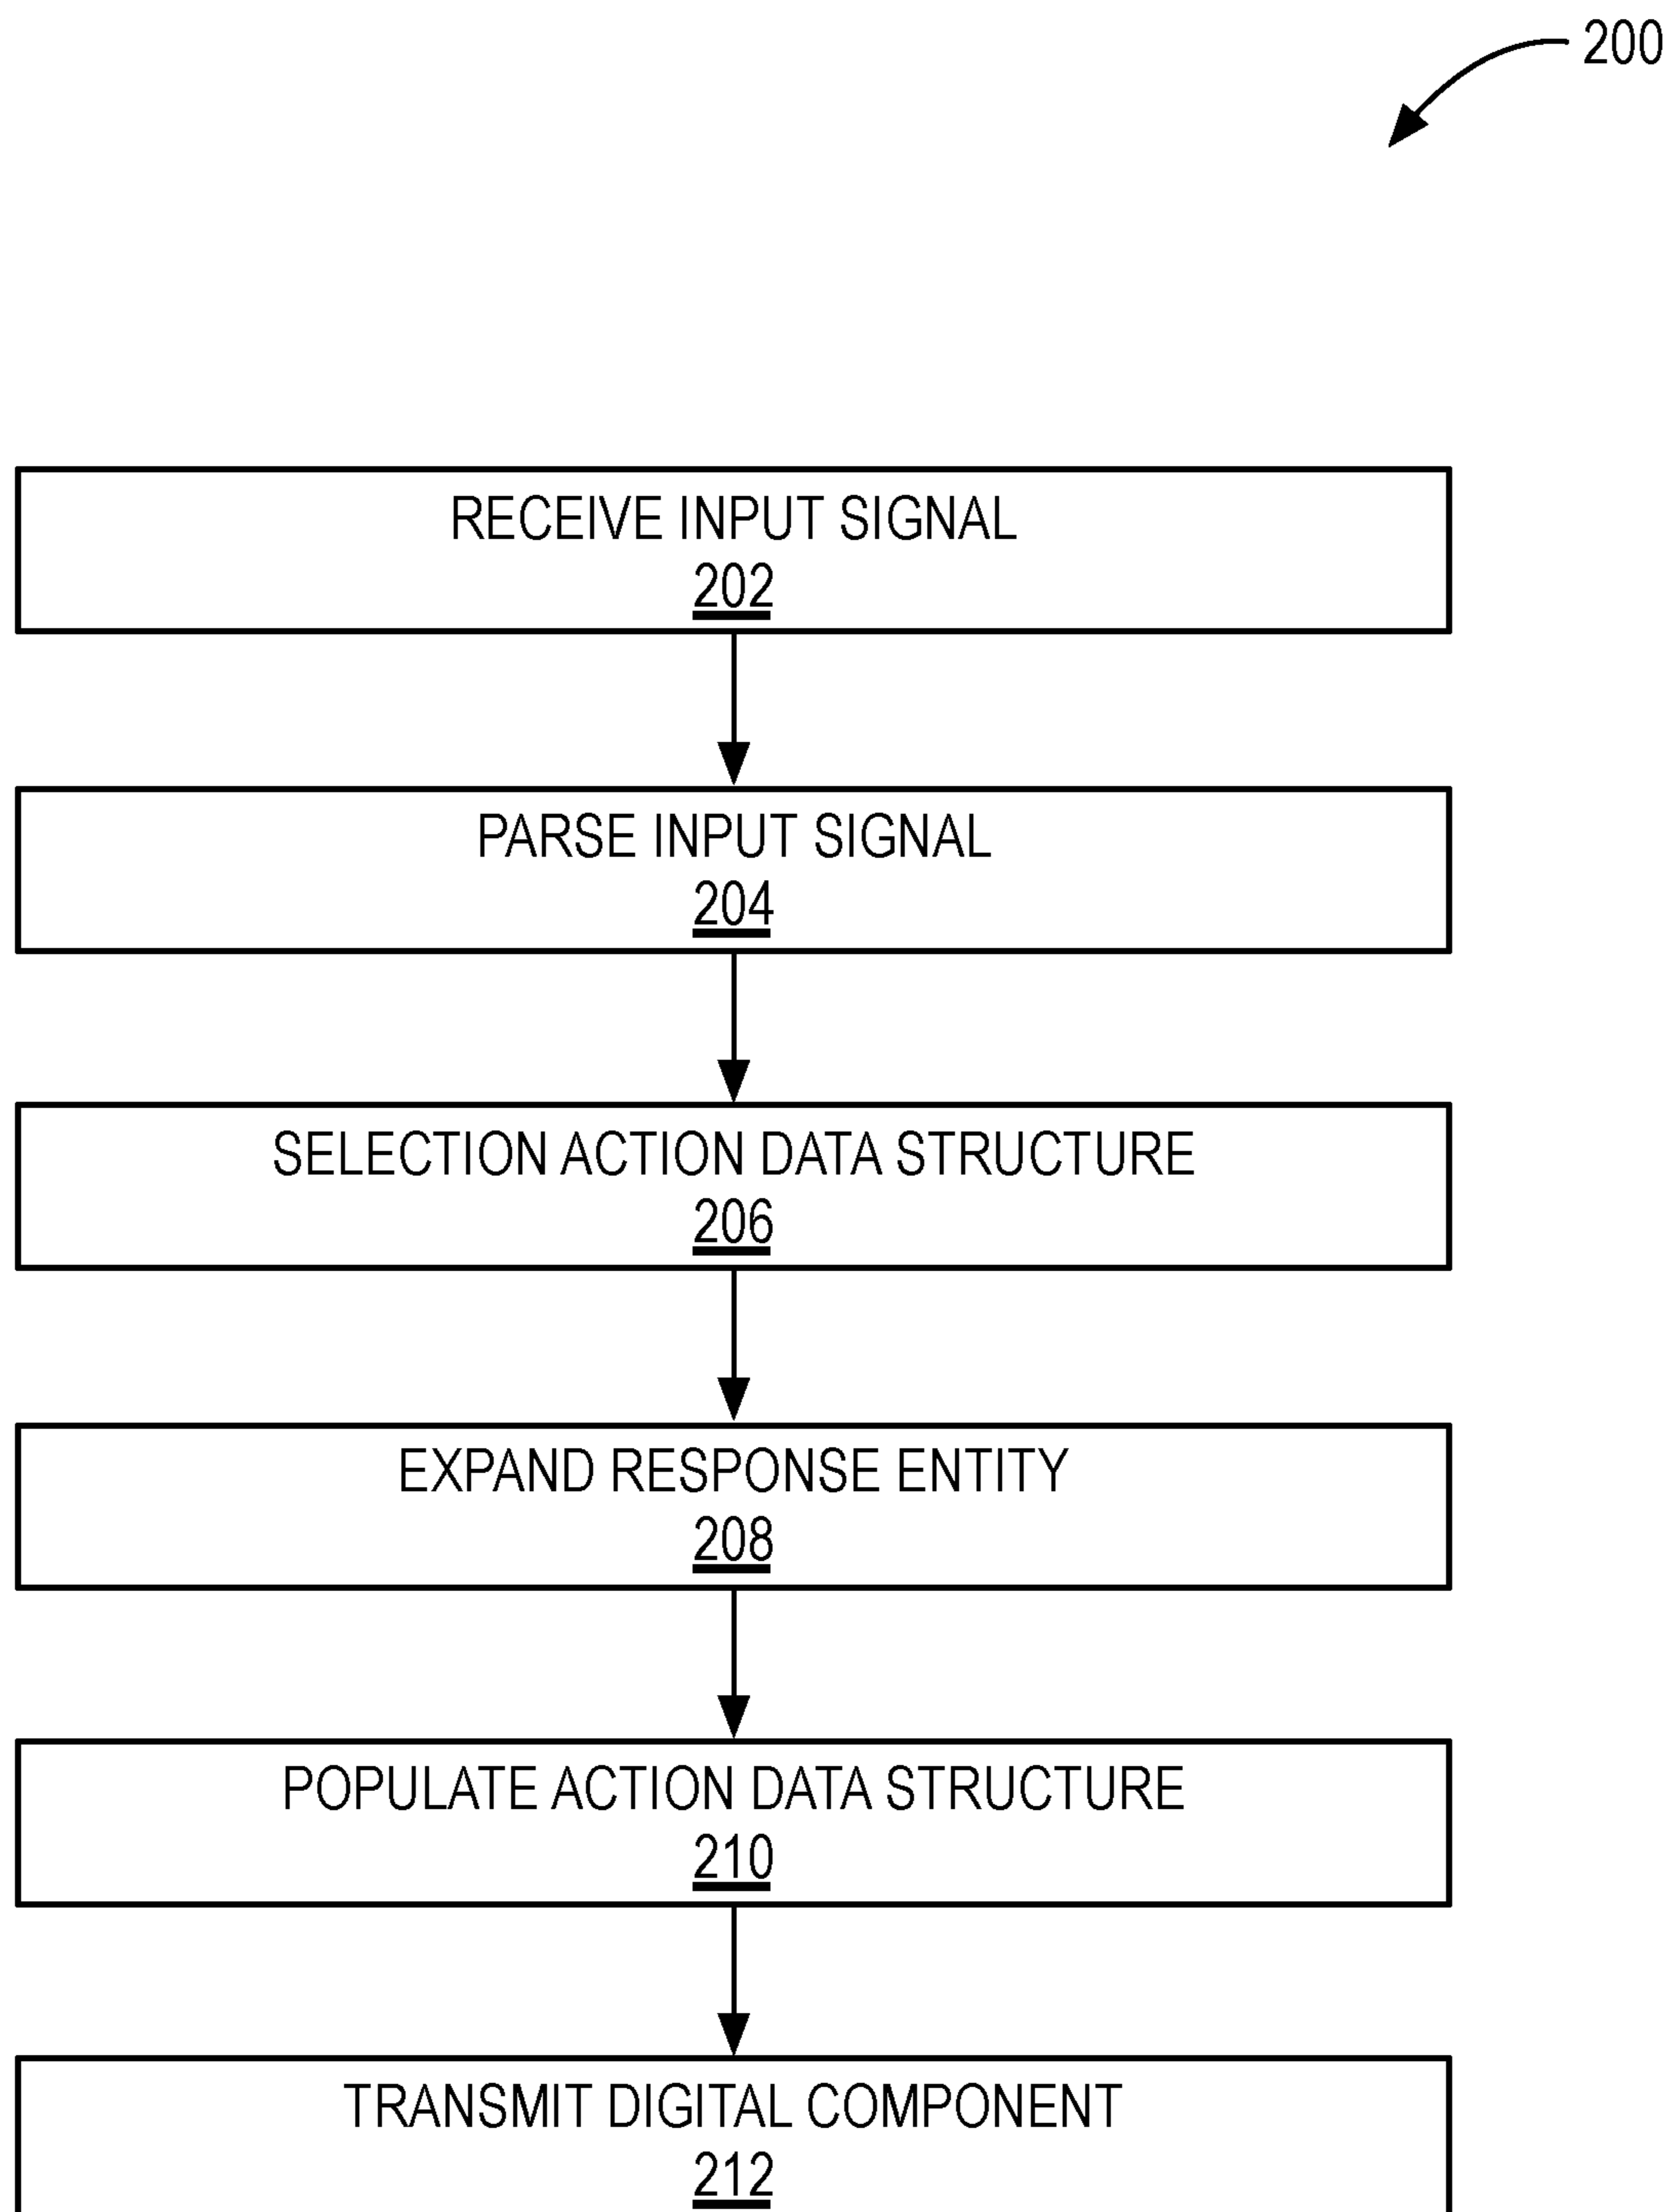 200
RECEIVE INPUT SIGNAL
202
PARSE INPUT SIGNAL
204
SELECTION ACTION DATA STRUCTURE
206
EXPAND RESPONSE ENTITY
208
POPULATE ACTION DATA STRUCTURE
210
TRANSMIT DIGITAL COMPONENT
212